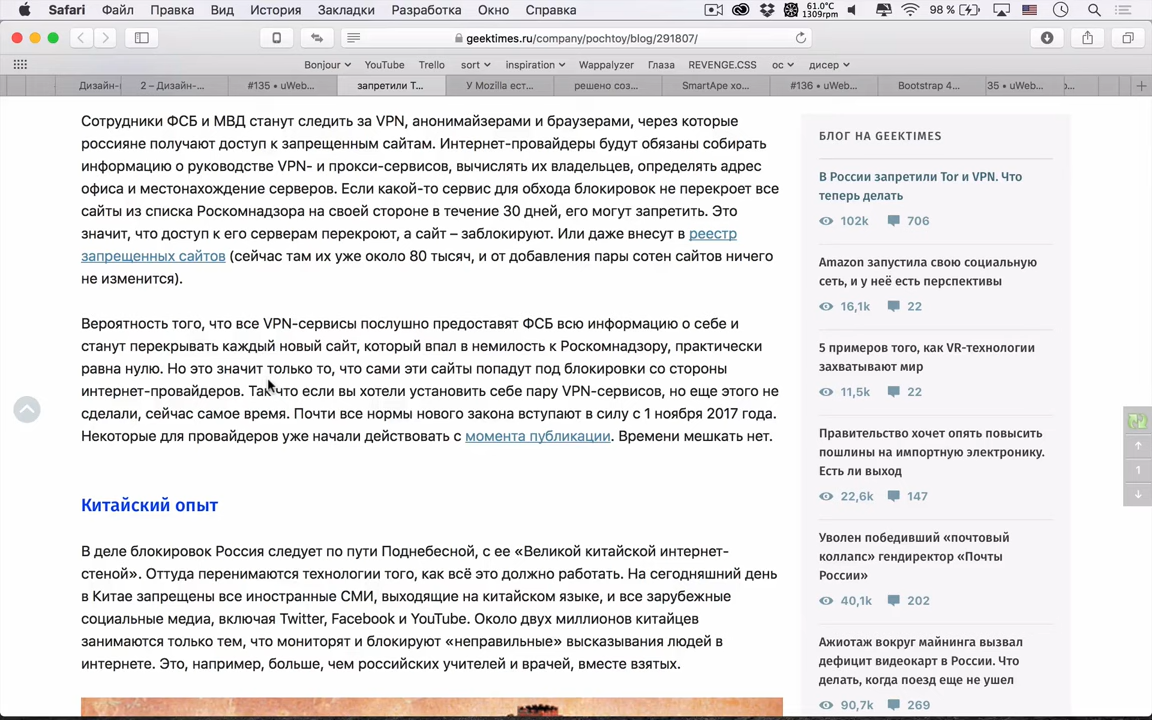 Safari Файл Правка Вид История Закладки Разработка Окно Справка 61.0°C 1309rpm 98 %
geektimes.ru/company/pochtoy/blog/291807/
Bonjour YouTube Trello sort inspiration Wappalyzer Глаза REVENGE.CSS ос дисер
Дизайн-( 2 – Дизайн-... #135 • uWeb... запретили Т... У Mozilla ест... решено соз... SmartApe хо... #136 • uWeb... Bootstrap 4... 35 • uWeb...
Сотрудники ФСБ и МВД станут следить за VPN, анонимайзерами и браузерами, через которые
россияне получают доступ к запрещенным сайтам. Интернет-провайдеры будут обязаны собирать
информацию о руководстве VPN- и прокси-сервисов, вычислять их владельцев, определять адрес
офиса и местонахождение серверов. Если какой-то сервис для обхода блокировок не перекроет все
сайты из списка Роскомнадзора на своей стороне в течение 30 дней, его могут запретить. Это
значит, что доступ к его серверам перекроют, а сайт – заблокируют. Или даже внесут в реестр
запрещенных сайтов (сейчас там их уже около 80 тысяч, и от добавления пары сотен сайтов ничего
не изменится).
Вероятность того, что все VPN-сервисы послушно предоставят ФСБ всю информацию о себе и
станут перекрывать каждый новый сайт, который впал в немилость к Роскомнадзору, практически
равна нулю. Но это значит только то, что сами эти сайты попадут под блокировки со стороны
интернет-провайдеров. Так что если вы хотели установить себе пару VPN-сервисов, но еще этого не
сделали, сейчас самое время. Почти все нормы нового закона вступают в силу с 1 ноября 2017 года.
Некоторые для провайдеров уже начали действовать с момента публикации. Времени мешкать нет.
Китайский опыт
В деле блокировок Россия следует по пути Поднебесной, с ее «Великой китайской интернет-
стеной». Оттуда перенимаются технологии того, как всё это должно работать. На сегодняшний день
в Китае запрещены все иностранные СМИ, выходящие на китайском языке, и все зарубежные
социальные медиа, включая Twitter, Facebook и YouTube. Около двух миллионов китайцев
занимаются только тем, что мониторят и блокируют «неправильные» высказывания людей в
интернете. Это, например, больше, чем российских учителей и врачей, вместе взятых.
БЛОГ НА GEEKTIMES
В России запретили Tor и VPN. Что
теперь делать
102k 706
Amazon запустила свою социальную
сеть, и у неё есть перспективы
16,1k 22
5 примеров того, как VR-технологии
захватывают мир
11,5k 22
Правительство хочет опять повысить
пошлины на импортную электронику.
Есть ли выход
22,6k 147
Уволен победивший «почтовый
коллапс» гендиректор «Почты
России»
40,1k 202
Ажиотаж вокруг майнинга вызвал
дефицит видеокарт в России. Что
делать, когда поезд еще не ушел
90,7k 269
1